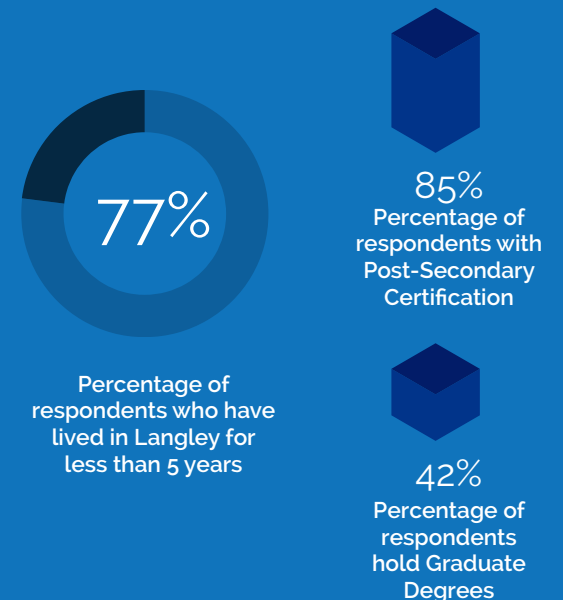 77%
Percentage of
respondents who have
lived in Langley for
less than 5 years
85%
Percentage of
respondents with
Post-Secondary
Certification
42%
Percentage of
respondents
hold Graduate
Degrees